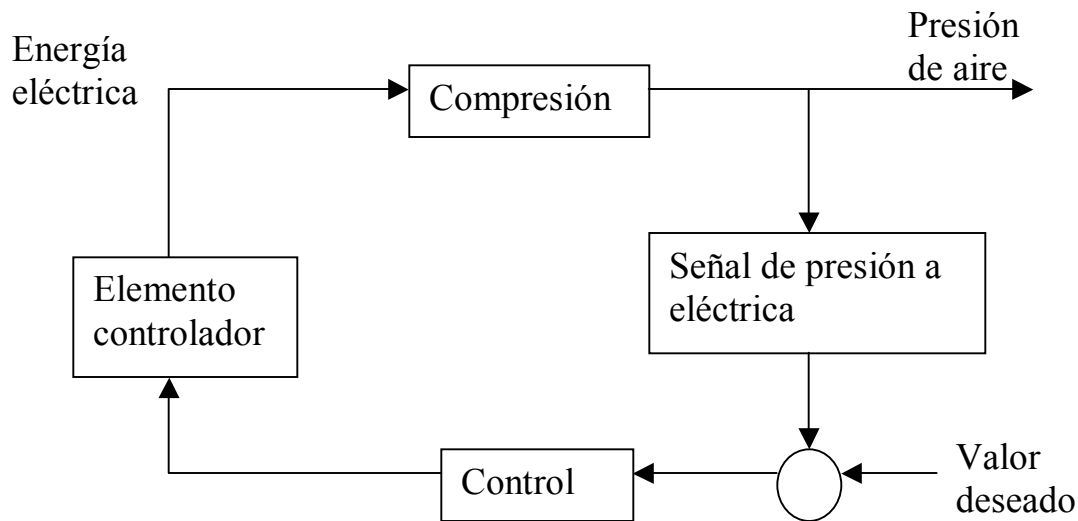 Energía
eléctrica
Compresión
Presión
de aire
Elemento
controlador
Señal de presión a
eléctrica
Control
Valor
deseado